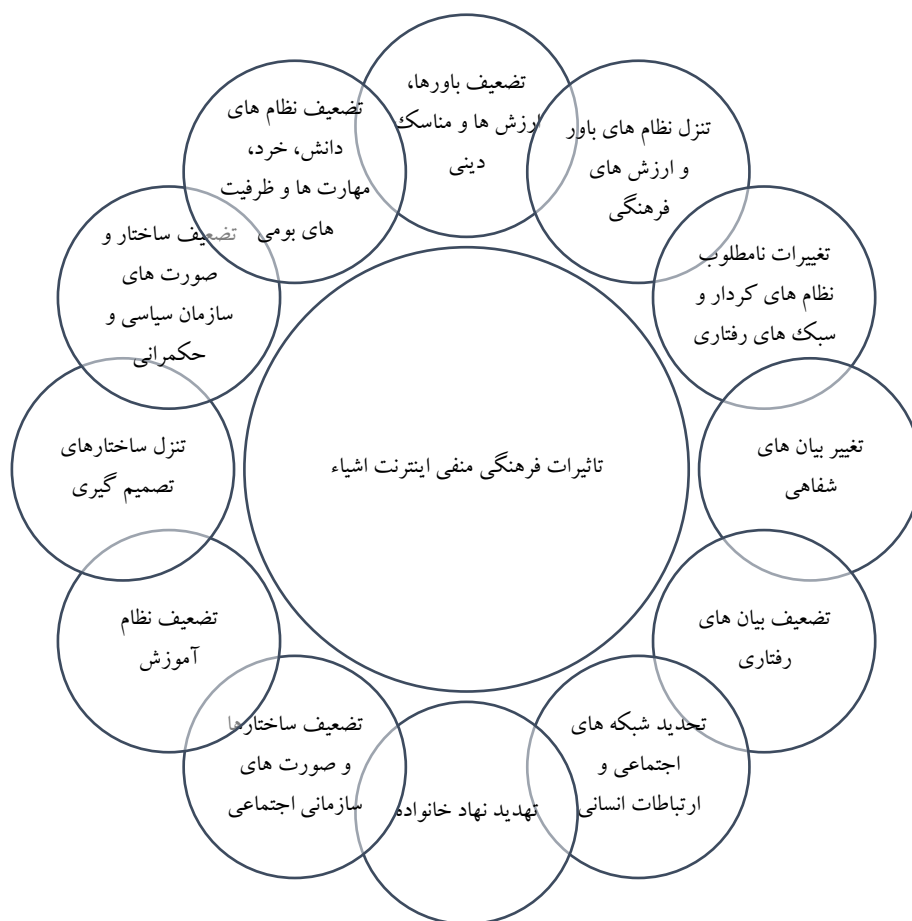 تضعیف باورها،
ارزش ها و مناسک
دینی
تنزل نظام های باور
و ارزش های
فرهنگی
تغییرات نامطلوب
نظام های کردار و
سبک های رفتاری
تغییر بیان های
شفاهی
تضعیف بیان های
رفتاری
تحدید شبکه های
اجتماعی و
ارتباطات انسانی
تهدید نهاد خانواده
تضعیف ساختارها
و صورت های
سازمانی اجتماعی
تضعیف نظام
آموزش
تنزل ساختارهای
تصمیم گیری
تضعیف ساختار و
صورت های
سازمان سیاسی و
حکمرانی
تضعیف نظام های
دانش، خرد،
مهارت ها و ظرفیت
های بومی
تاثیرات فرهنگی منفی اینترنت اشیاء